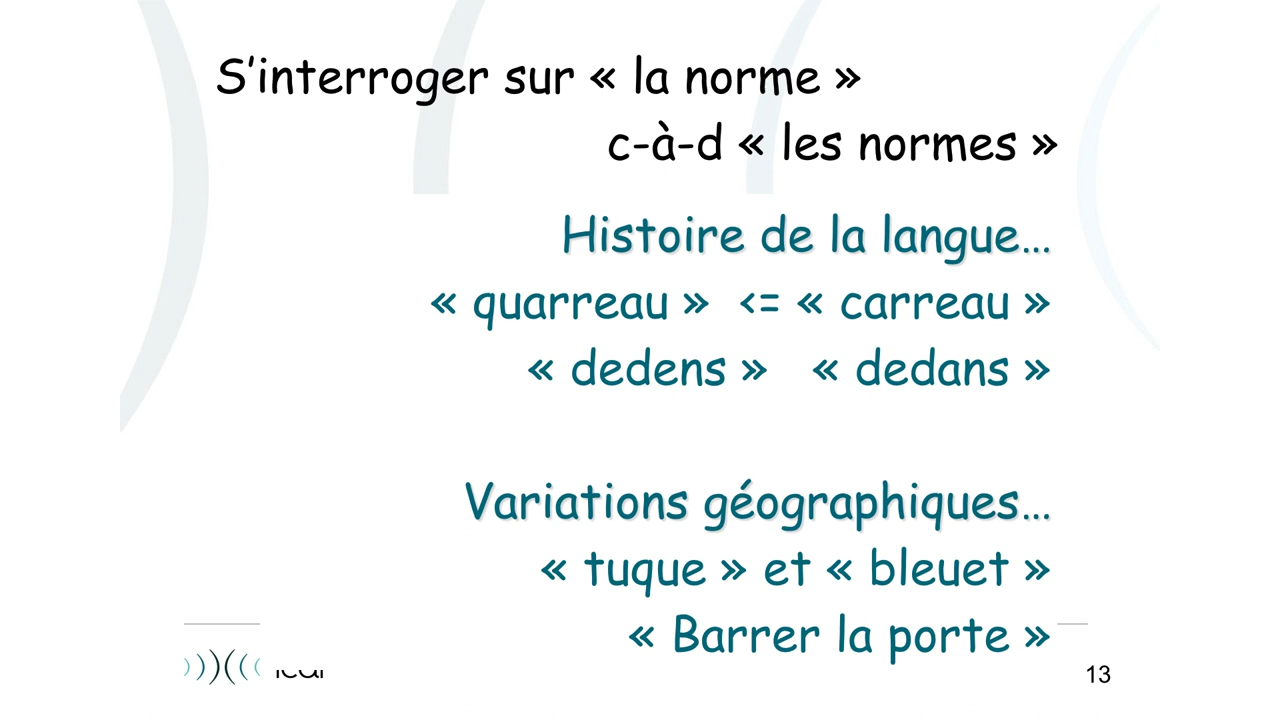 S'interroger sur « la norme »
c-à-d « les normes »
Histoire de la langue…
« quarreau » <= « carreau »
« dedens » « dedans »
Variations géographiques…
« tuque » et « bleuet »
« Barrer la porte »
13